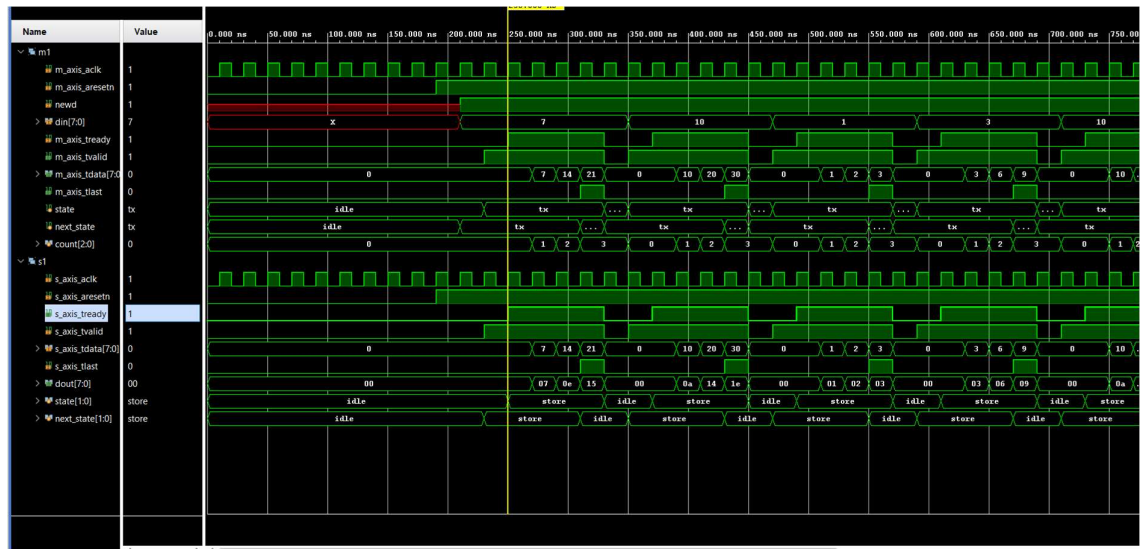 Name Value 0.000 ns 50.000 ns 100.000 ns 150.000 ns 200.000 ns 250.000 ns 300.000 ns 350.000 ns 400.000 ns 450.000 ns 500.000 ns 550.000 ns 600.000 ns 650.000 ns 700.000 ns 750.0
m1
m_axis_aclk 1
m_axis_aresetn 1
newd 1
din[7:0] 7 X 7 10 1 3 10
m_axis_tready 1
m_axis_tvalid 1
m_axis_tdata[7:0 0 0 7 14 21 0 10 20 30 0 1 2 3 0 3 6 9 0 10
m_axis_tlast 0
state tx idle tx ... tx ... tx ... tx ... tx
next_state tx idle tx ... tx ... tx ... tx ... tx
count[2:0] 0 0 1 2 3 0 1 2 3 0 1 2 3 0 1 2 3 0 1 2
s1
s_axis_aclk 1
s_axis_aresetn 1
s_axis_tready 1
s_axis_tvalid 1
s_axis_tdata[7:0] 0 0 7 14 21 0 10 20 30 0 1 2 3 0 3 6 9 0 10
s_axis_tlast 0
dout[7:0] 00 00 07 0e 15 00 0a 14 1e 00 01 02 03 00 03 06 09 00 0a
state[1:0] store idle store idle store idle store idle store idle store
next_state[1:0] store idle store idle store idle store idle store idle store